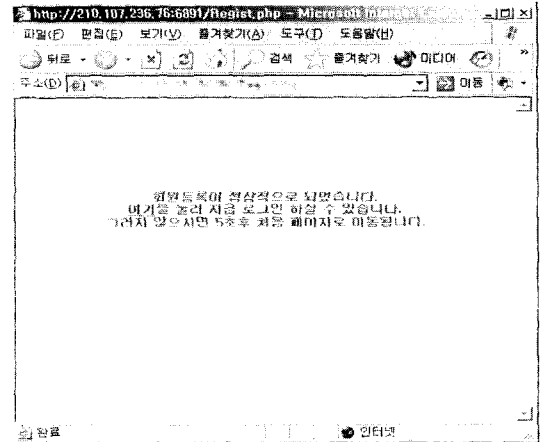 http://210.107.236.76:6891/Regist.php - Microsoft
파일(F) 편집(E) 보기(V) 즐겨찾기(A) 도구(T) 도움말(H)
뒤로 검색 즐겨찾기 미디어 »
주소(D) 이동
회원등록이 정상적으로 되었습니다.
여기를 눌러 지금 로그인 하실 수 있습니다.
그러지 않으시면 5초후 처음 페이지로 이동됩니다.
완료 인터넷